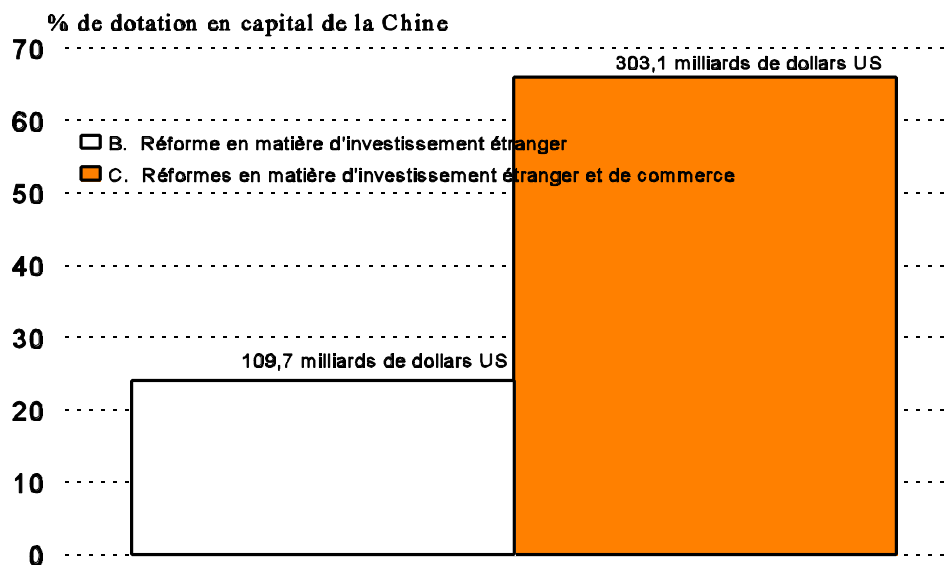 % de dotation en capital de la Chine
70
303,1 milliards de dollars US
60
B. Réforme en matière d'investissement étranger
C. Réformes en matière d'investissement étranger et de commerce
50
40
30
109,7 milliards de dollars US
20
10
0